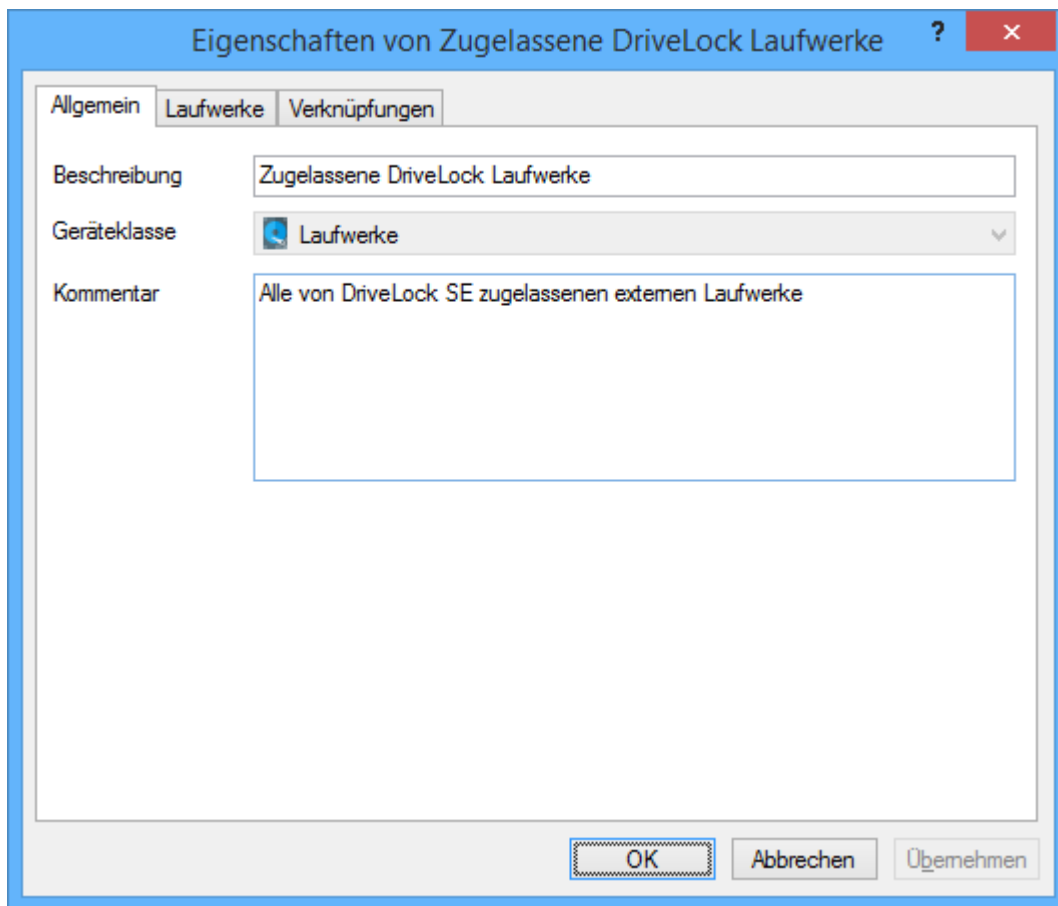 Eigenschaften von Zugelassene DriveLock Laufwerke
?
Allgemein Laufwerke Verknüpfungen
Beschreibung Zugelassene DriveLock Laufwerke
Geräteklasse Laufwerke
Kommentar Alle von DriveLock SE zugelassenen externen Laufwerke
OK Abbrechen Übernehmen